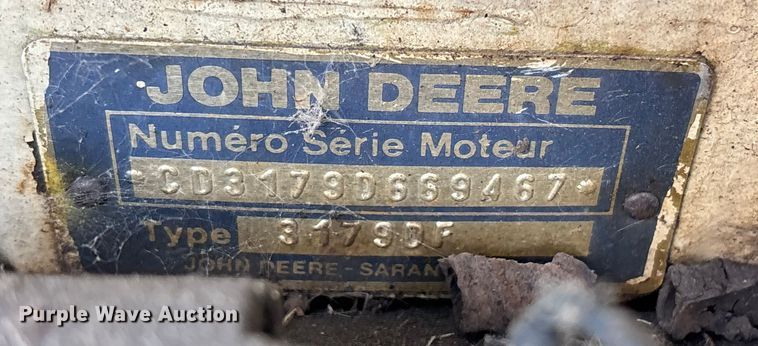 JOHN DEERE
Numéro Série Moteur
*CD3179D669467*
Type 3179DF
JOHN DEERE - SARAN
Purple Wave Auction